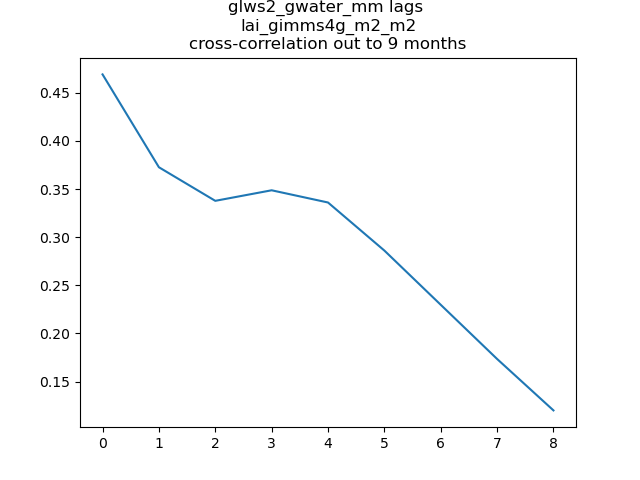 glws2_gwater_mm lags
lai_gimms4g_m2_m2
cross-correlation out to 9 months
0.45
0.40
0.35
0.30
0.25
0.20
0.15
0 1 2 3 4 5 6 7 8